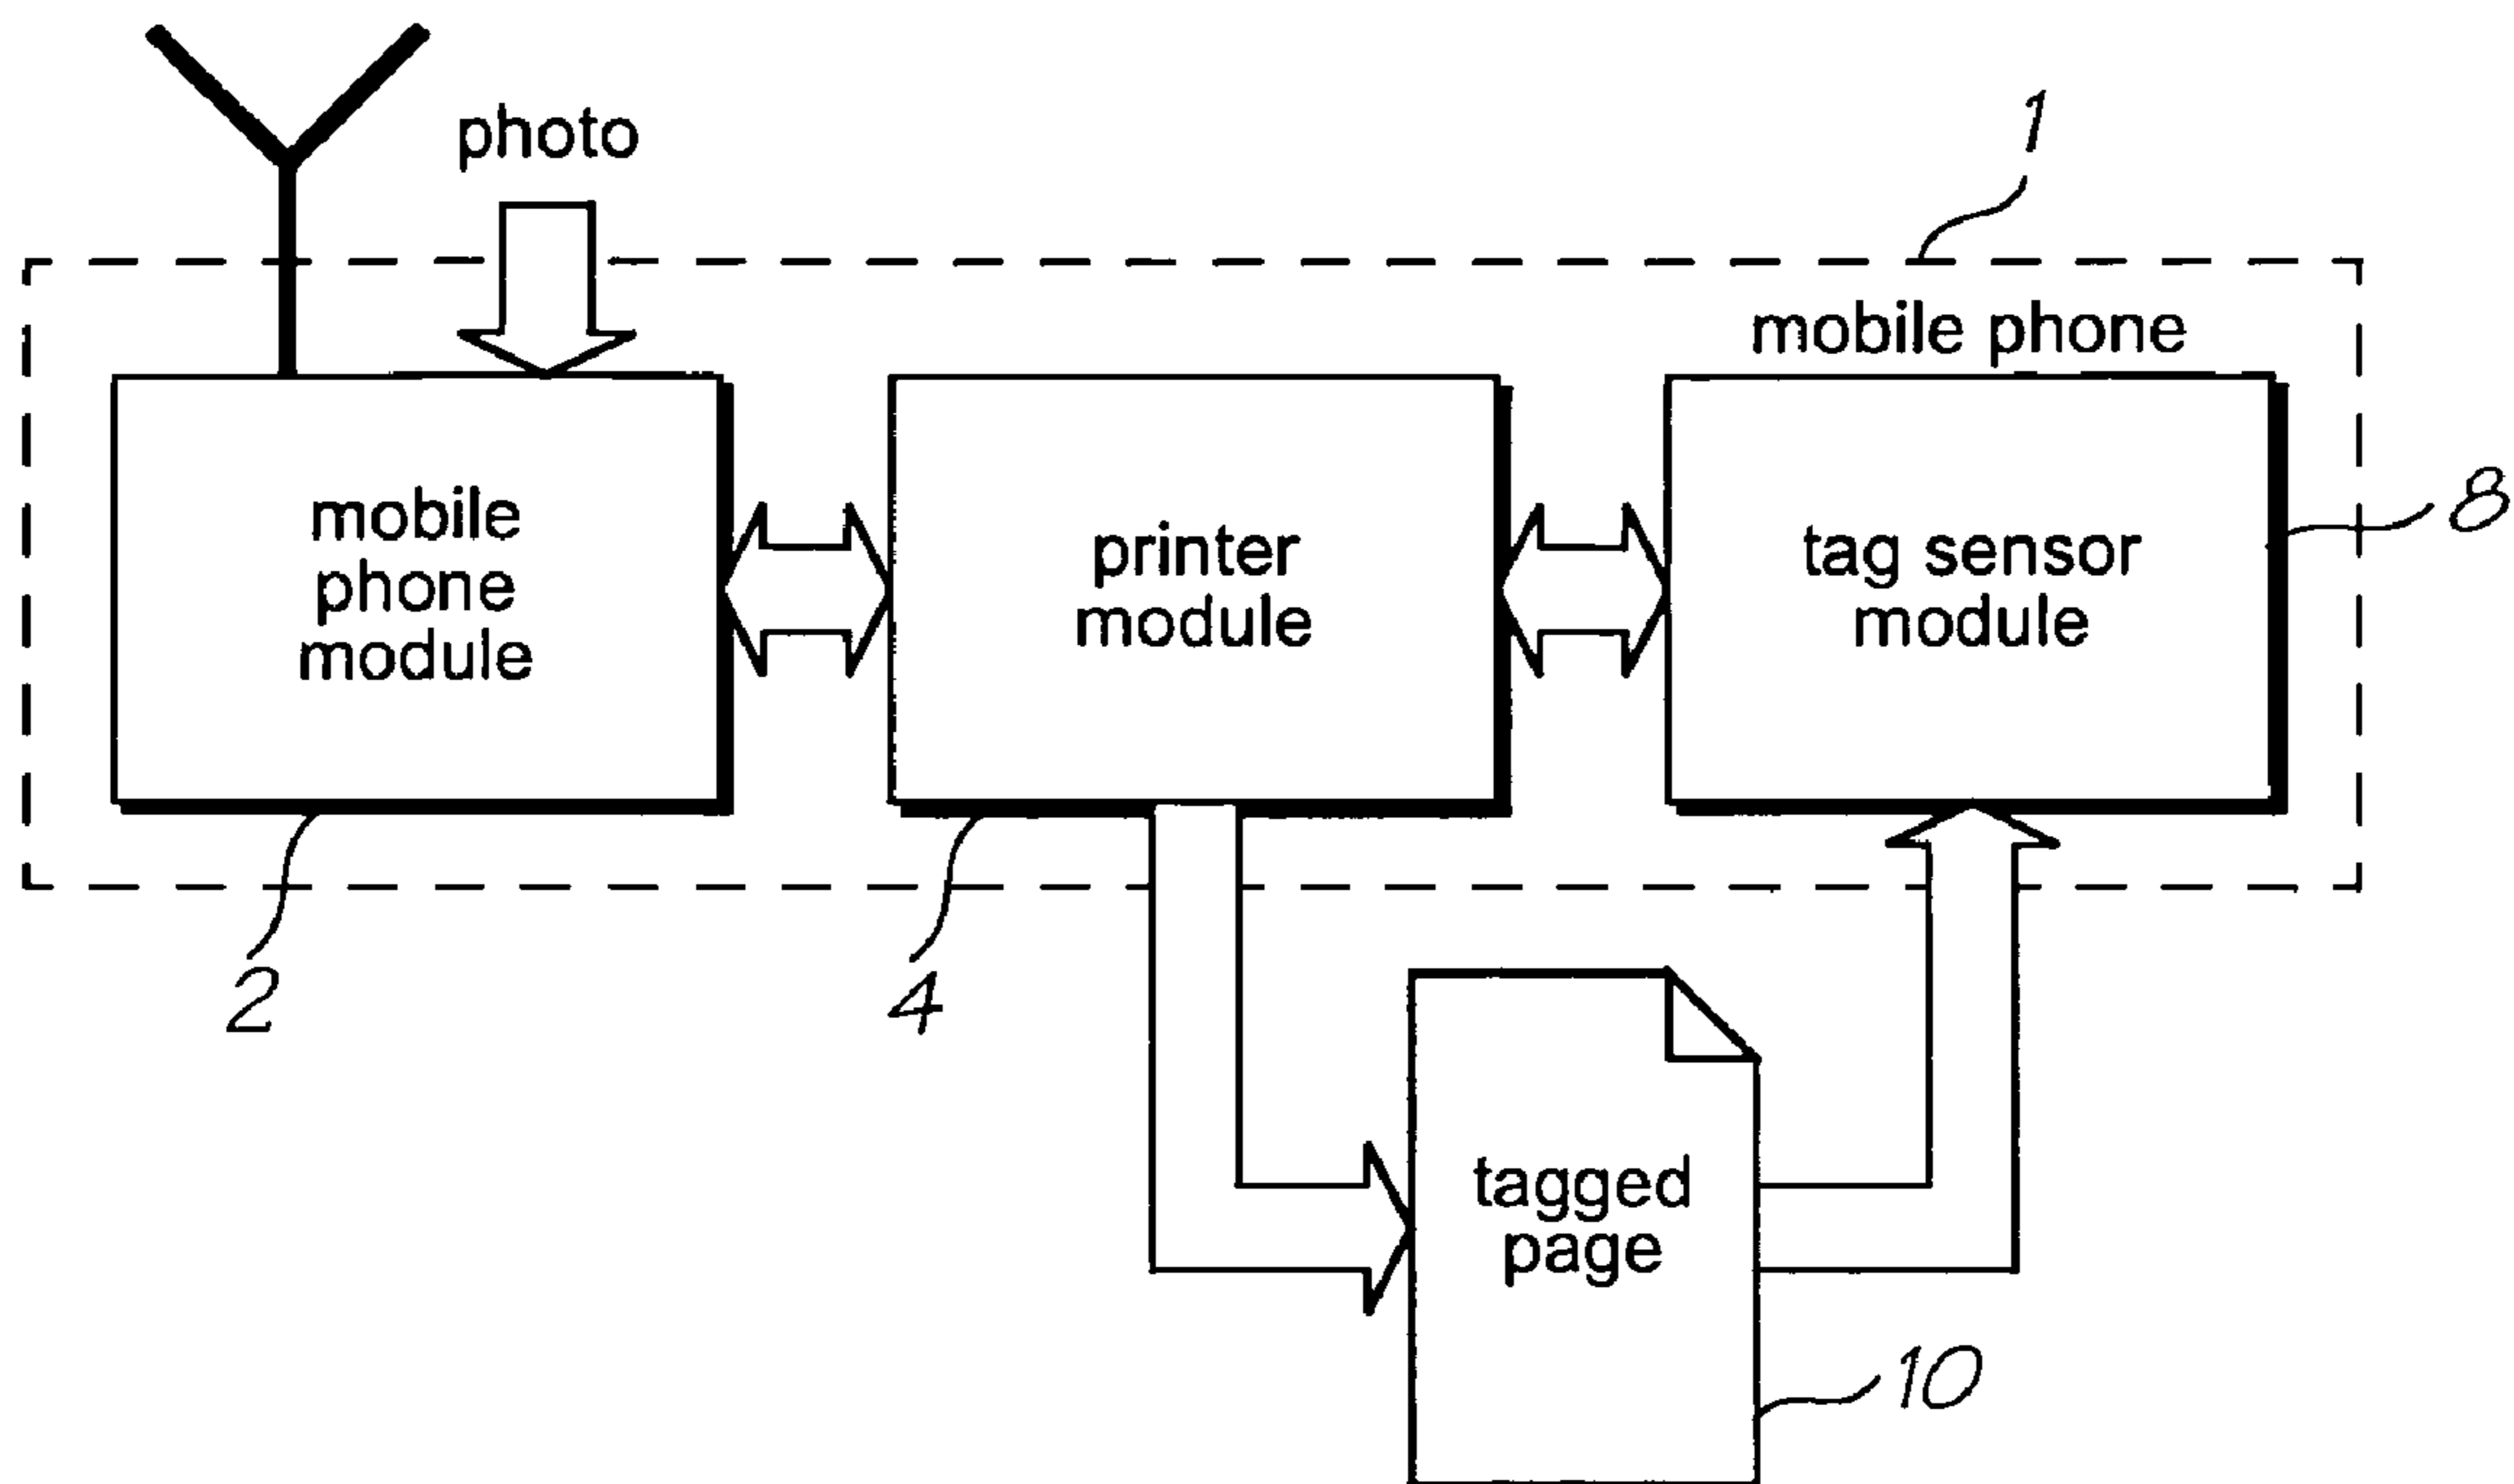 photo
1
mobile phone
mobile
phone
module
printer
module
tag sensor
module
8
2
4
tagged
page
10